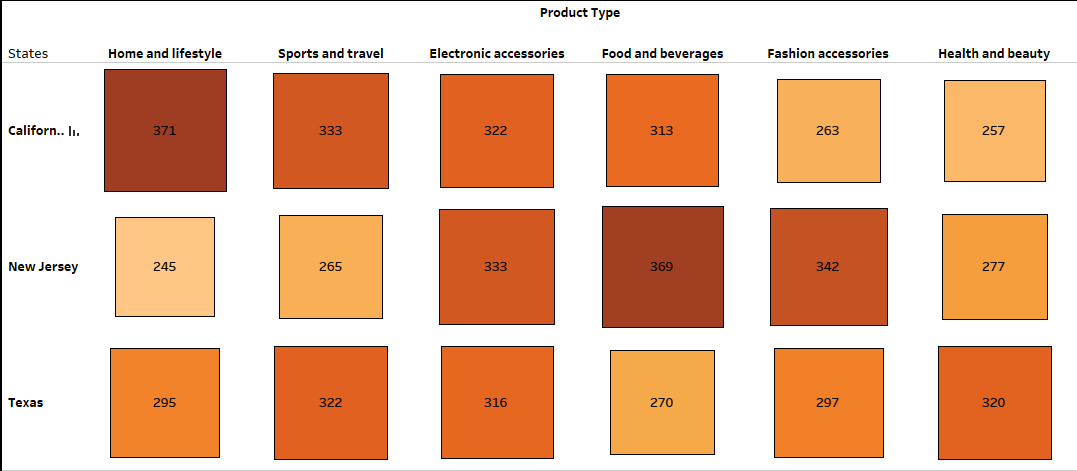 Product Type
States Home and lifestyle Sports and travel Electronic accessories Food and beverages Fashion accessories Health and beauty
Californ.. 371 333 322 313 263 257
New Jersey 245 265 333 369 342 277
Texas 295 322 316 270 297 320